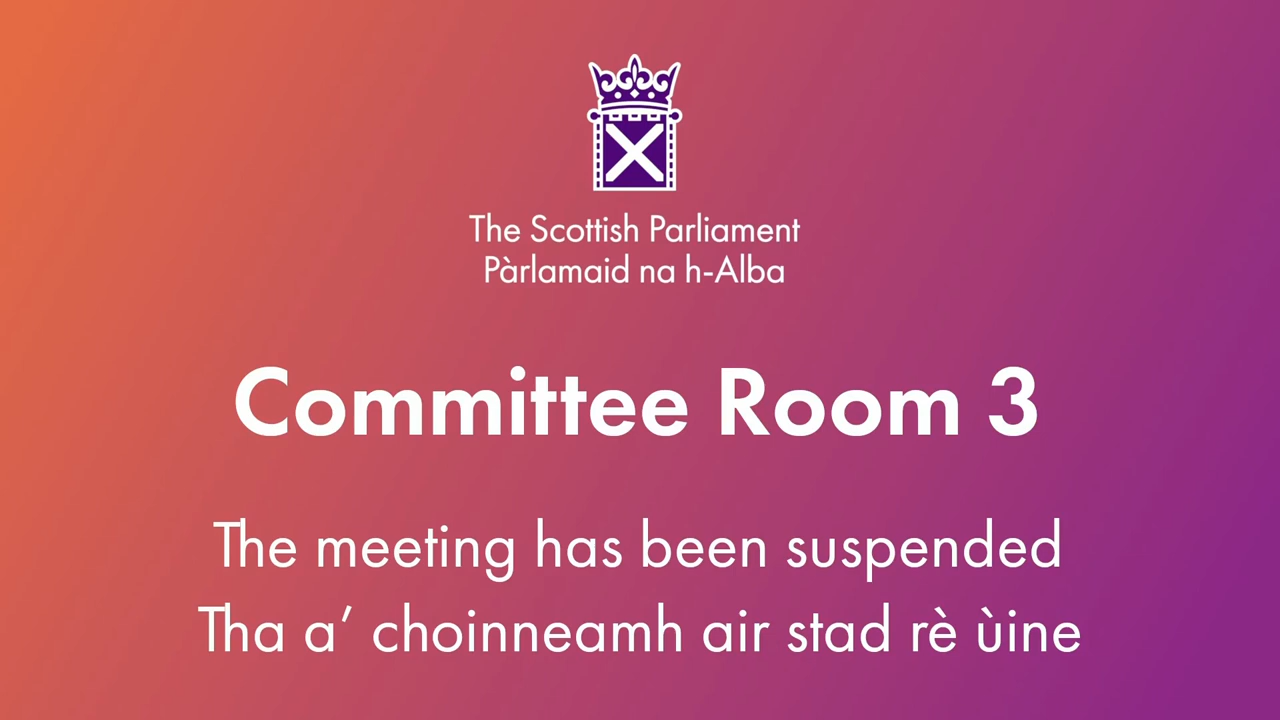 The Scottish Parliament
Pàrlamaid na h-Alba
Committee Room 3
The meeting has been suspended
Tha a’ choinneamh air stad rè ùine